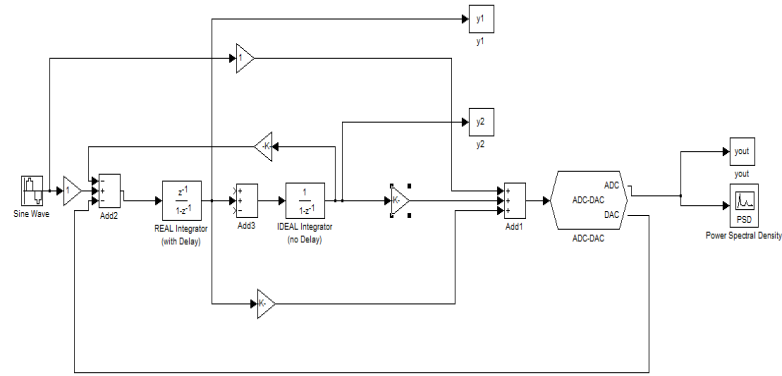 y1
y1
1
y2
y2
-K-
Sine Wave
1
−
+
−
Add2
z-1
1-z-1
REAL Integrator
(with Delay)
+
+
−
Add3
1
1-z-1
IDEAL Integrator
(no Delay)
K-
+
+
+
Add1
ADC
ADC-DAC
DAC
ADC-DAC
yout
yout
PSD
Power Spectral Density
K-